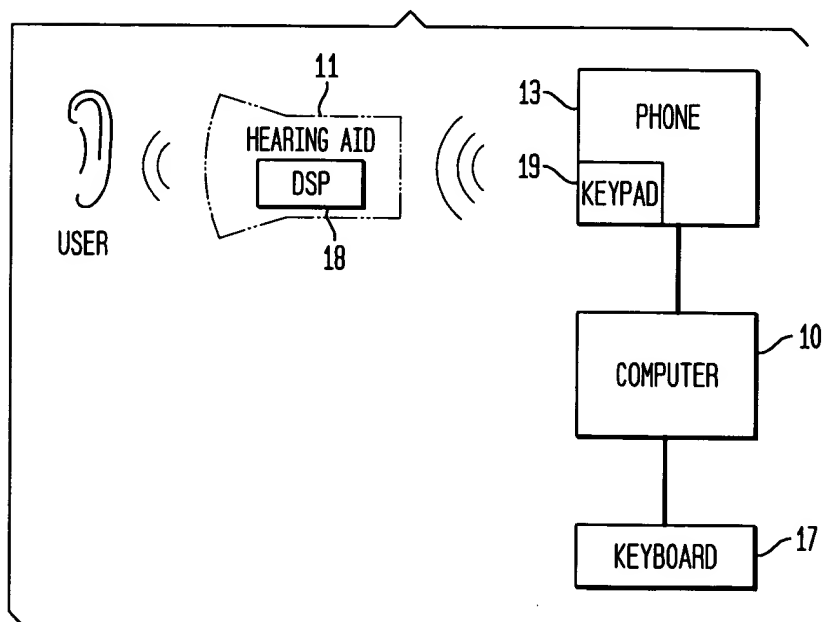 11
HEARING AID
DSP
18
USER
13
PHONE
19
KEYPAD
10
COMPUTER
17
KEYBOARD